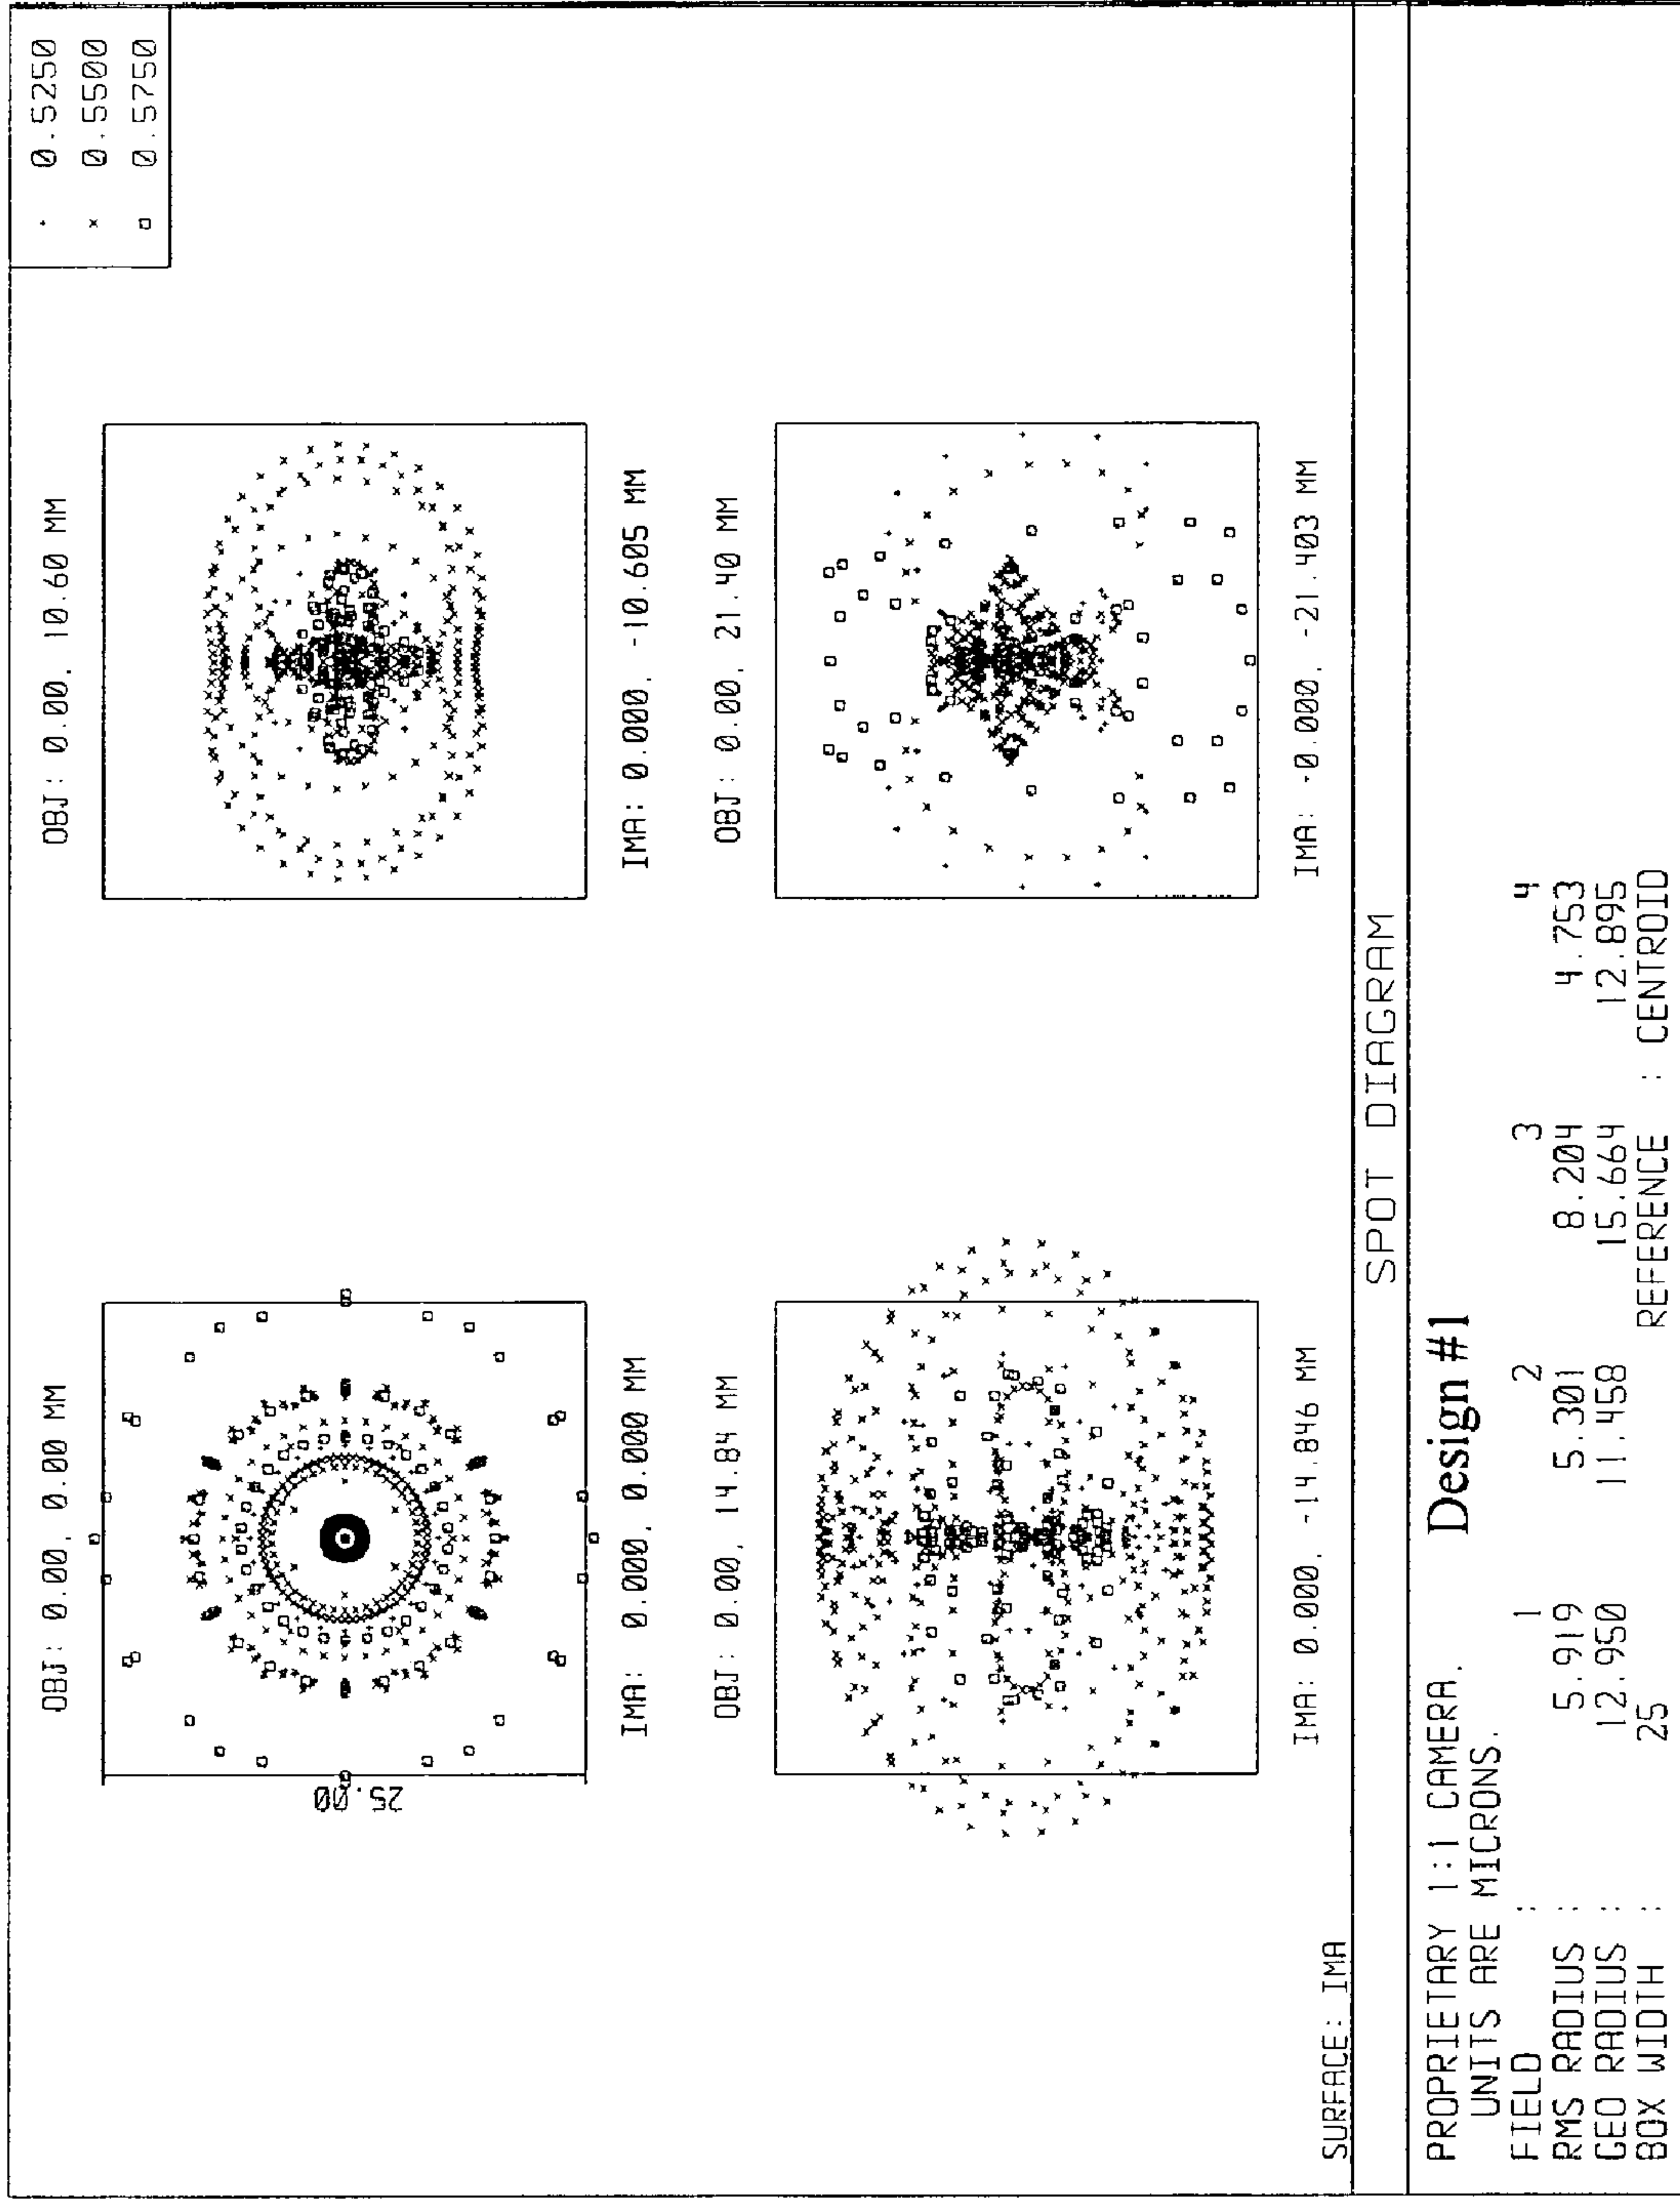 + 0.5250
× 0.5500
□ 0.5750
OBJ: 0.00, 0.00 MM
OBJ: 0.00, 10.60 MM
25.00
IMA: 0.000, 0.000 MM
IMA: 0.000, -10.605 MM
OBJ: 0.00, 14.84 MM
OBJ: 0.00, 21.40 MM
IMA: 0.000, -14.846 MM
IMA: -0.000, -21.403 MM
SURFACE: IMA
SPOT DIAGRAM
PROPRIETARY 1:1 CAMERA.
Design #1
UNITS ARE MICRONS.
FIELD : 1 2 3 4
RMS RADIUS : 5.919 5.301 8.204 4.753
GEO RADIUS : 12.950 11.458 15.664 12.895
BOX WIDTH : 25 REFERENCE : CENTROID